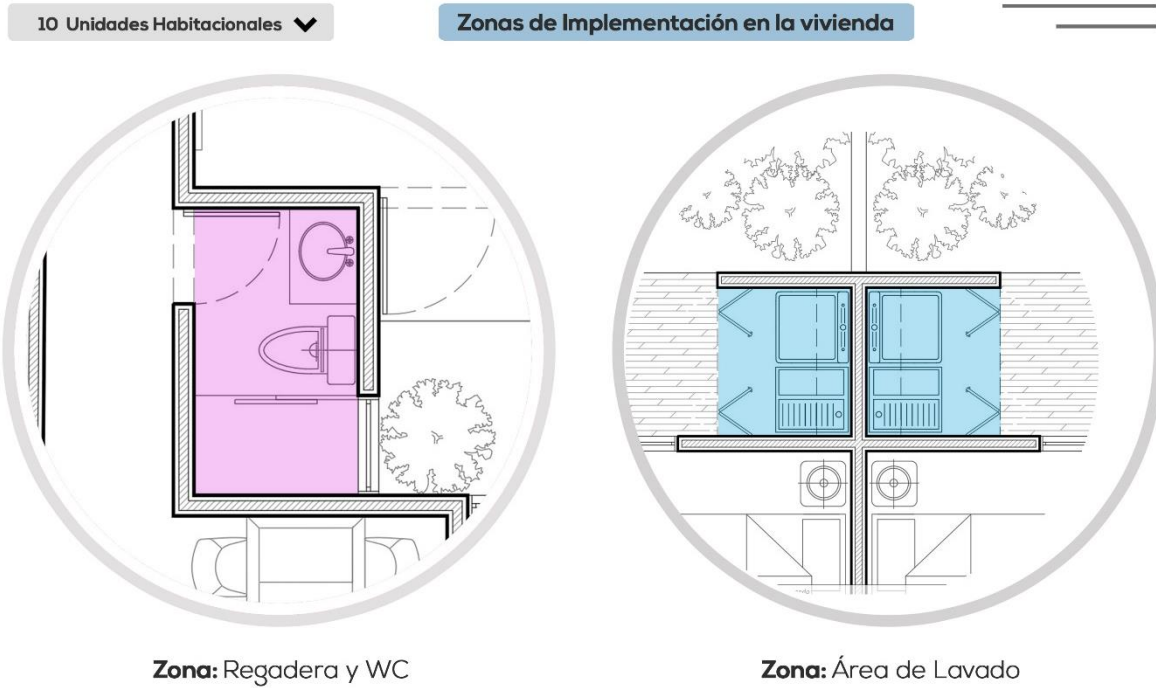 10 Unidades Habitacionales
Zonas de Implementación en la vivienda
Zona: Regadera y WC
Zona: Área de Lavado